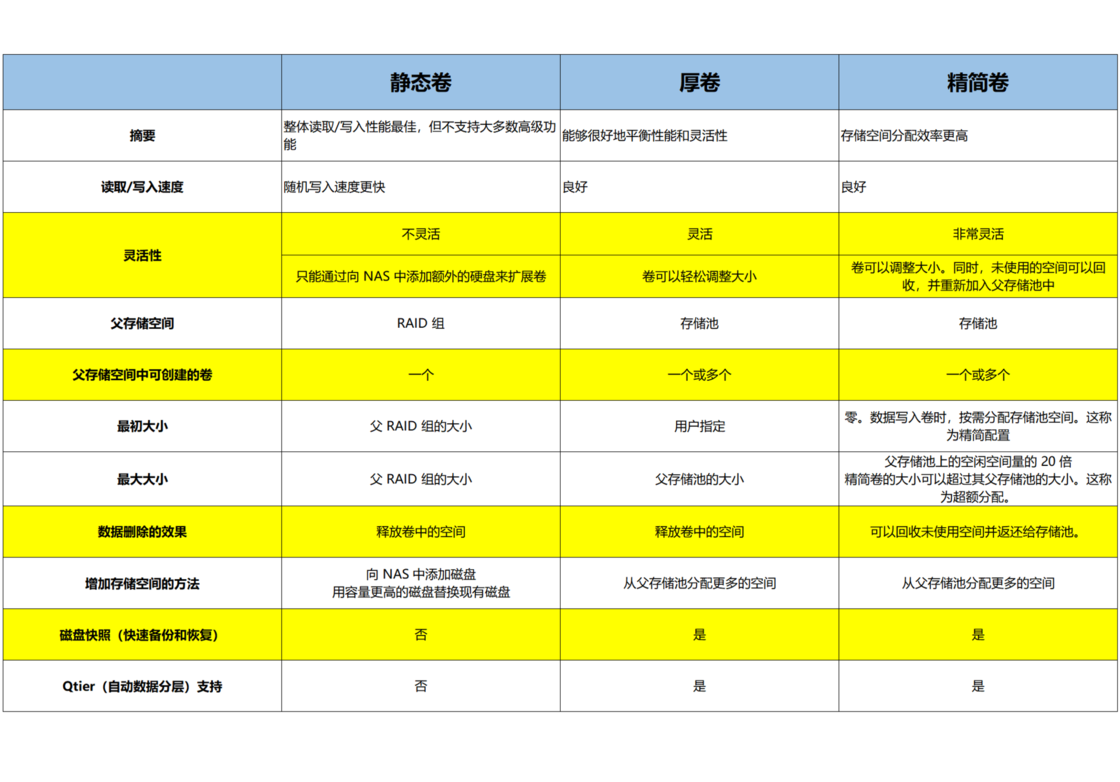 静态卷 厚卷 精简卷
摘要 整体读取/写入性能最佳，但不支持大多数高级功
能 能够很好地平衡性能和灵活性 存储空间分配效率更高
读取/写入速度 随机写入速度更快 良好 良好
灵活性
不灵活 灵活 非常灵活
只能通过向 NAS 中添加额外的硬盘来扩展卷 卷可以轻松调整大小 卷可以调整大小。同时，未使用的空间可以回
收，并重新加入父存储池中
父存储空间 RAID 组 存储池 存储池
父存储空间中可创建的卷 一个 一个或多个 一个或多个
最初大小 父 RAID 组的大小 用户指定 零。数据写入卷时，按需分配存储池空间。这称
为精简配置
最大大小 父 RAID 组的大小 父存储池的大小 父存储池上的空闲空间量的 20 倍
精简卷的大小可以超过其父存储池的大小。这称
为超额分配。
数据删除的效果 释放卷中的空间 释放卷中的空间 可以回收未使用空间并返还给存储池。
增加存储空间的方法 向 NAS 中添加磁盘
用容量更高的磁盘替换现有磁盘 从父存储池分配更多的空间 从父存储池分配更多的空间
磁盘快照（快速备份和恢复） 否 是 是
Qtier（自动数据分层）支持 否 是 是